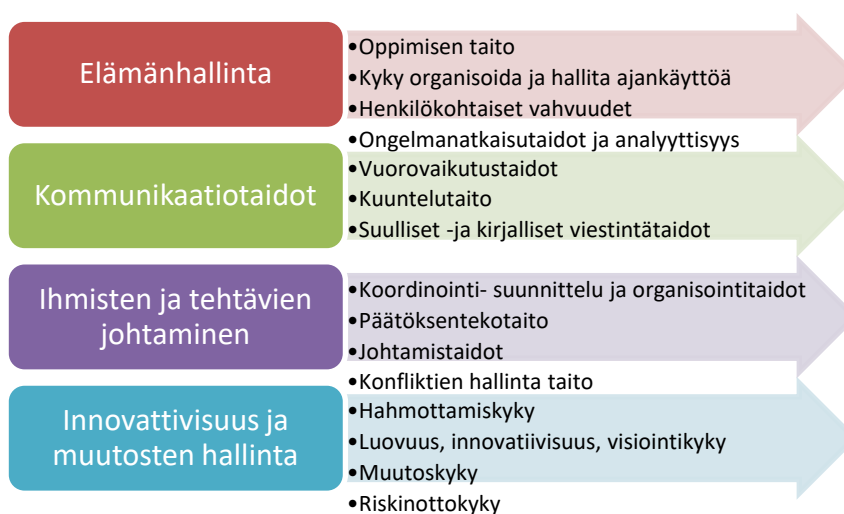 Elämänhallinta
•Oppimisen taito
•Kyky organisoida ja hallita ajankäyttöä
•Henkilökohtaiset vahvuudet
•Ongelmanatkaisutaidot ja analyyttisyys
Kommunikaatiotaidot
•Vuorovaikutustaidot
•Kuuntelutaito
•Suulliset -ja kirjalliset viestintätaidot
Ihmisten ja tehtävien
johtaminen
•Koordinointi- suunnittelu ja organisointitaidot
•Päätöksentekotaito
•Johtamistaidot
•Konfliktien hallinta taito
Innovattivisuus ja
muutosten hallinta
•Hahmottamiskyky
•Luovuus, innovatiivisuus, visiointikyky
•Muutoskyky
•Riskinottokyky